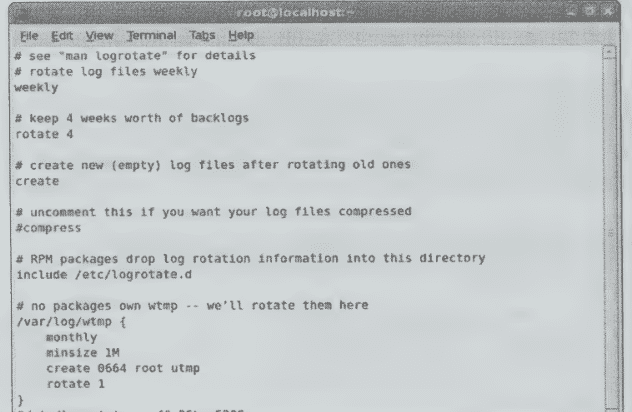 root@localhost:~
File Edit View Terminal Tabs Help
# see "man logrotate" for details
# rotate log files weekly
weekly
# keep 4 weeks worth of backlogs
rotate 4
# create new (empty) log files after rotating old ones
create
# uncomment this if you want your log files compressed
#compress
# RPM packages drop log rotation information into this directory
include /etc/logrotate.d
# no packages own wtmp -- we'll rotate them here
/var/log/wtmp {
    monthly
    minsize 1M
    create 0664 root utmp
    rotate 1
}